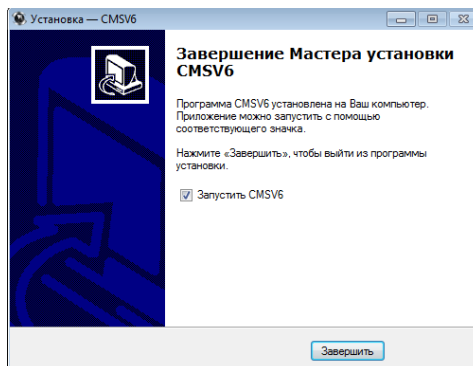 Установка — CMSV6
Завершение Мастера установки
CMSV6
Программа CMSV6 установлена на Ваш компьютер.
Приложение можно запустить с помощью
соответствующего значка.
Нажмите «Завершить», чтобы выйти из программы
установки.
Запустить CMSV6
Завершить